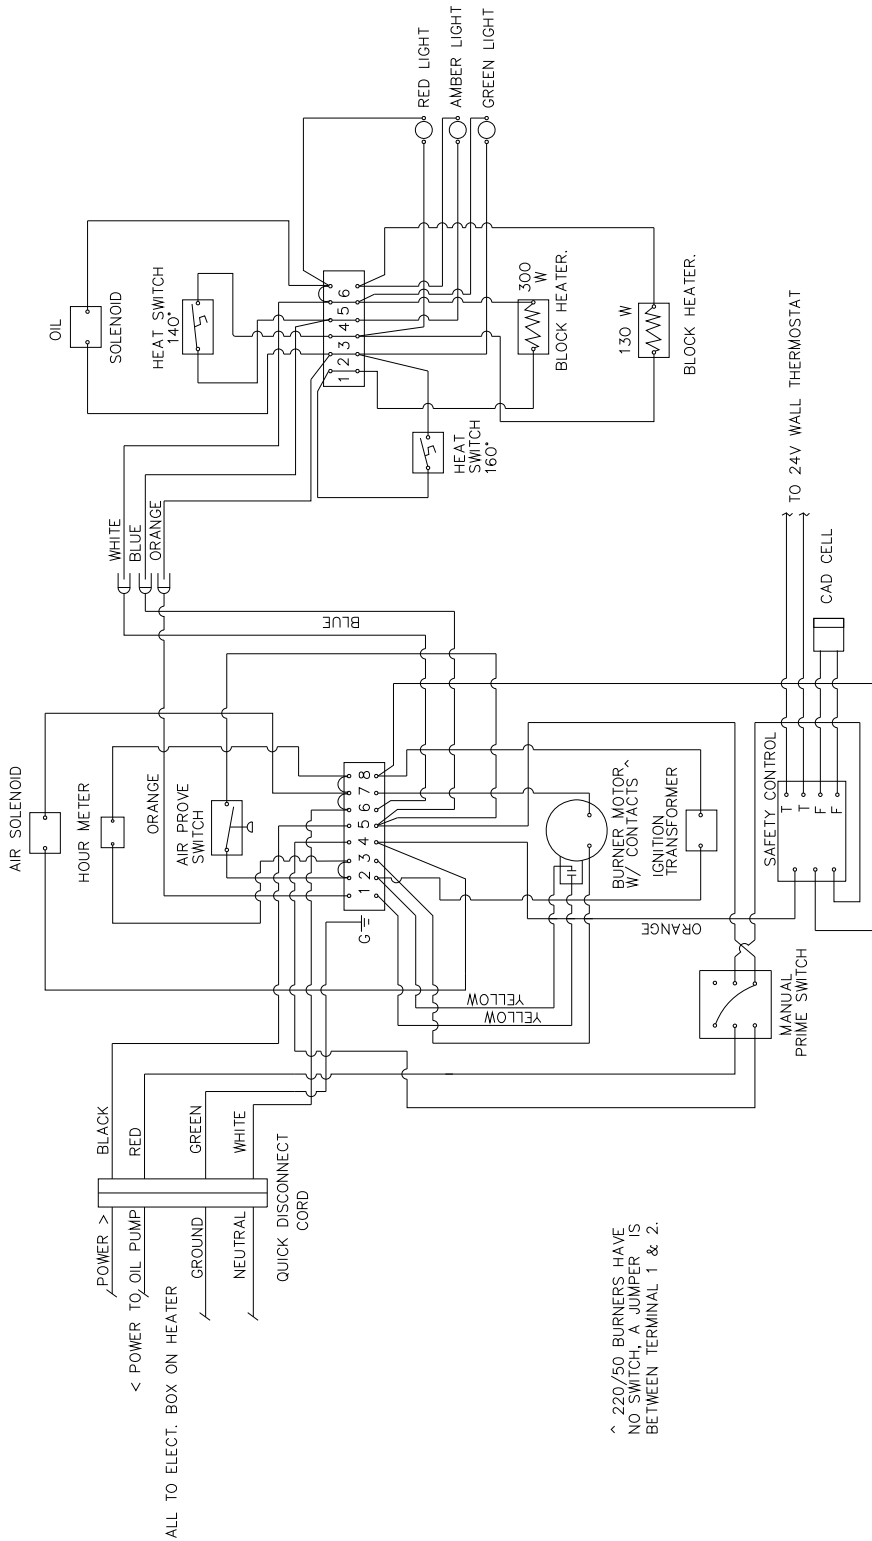 OIL
SOLENOID
HEAT SWITCH
140°
RED LIGHT
AMBER LIGHT
GREEN LIGHT
1 2 3 4 5 6
300
W
BLOCK HEATER.
130 W
BLOCK HEATER.
HEAT
SWITCH
160°
WHITE
BLUE
ORANGE
BLUE
TO 24V WALL THERMOSTAT
CAD CELL
AIR SOLENOID
HOUR METER
ORANGE
AIR PROVE
SWITCH
1 2 3 4 5 6 7 8
G
BURNER MOTOR^
W/ CONTACTS^
IGNITION
TRANSFORMER
SAFETY CONTROL
T
T
F
F
ORANGE
YELLOW
YELLOW
MANUAL
PRIME SWITCH
BLACK
RED
GREEN
WHITE
POWER >
< POWER TO OIL PUMP
GROUND
NEUTRAL
QUICK DISCONNECT
CORD
ALL TO ELECT. BOX ON HEATER
^ 220/50 BURNERS HAVE
NO SWITCH, A JUMPER IS
BETWEEN TERMINAL 1 & 2.